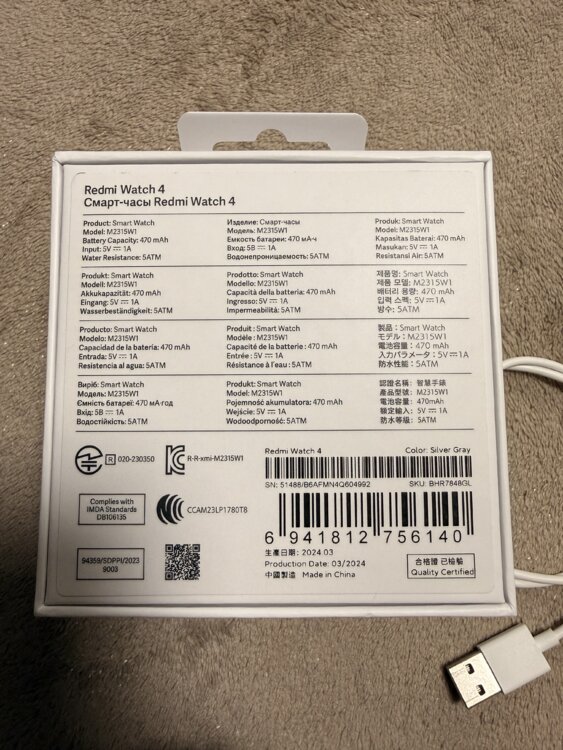 Redmi Watch 4
Смарт-часы Redmi Watch 4
Product: Smart Watch
Model: M2315W1
Battery Capacity: 470 mAh
Input: 5V⎓1A
Water Resistance: 5ATM
Изделие: Смарт-часы
Модель: M2315W1
Емкость батареи: 470 мА·ч
Вход: 5В⎓1A
Водонепроницаемость: 5ATM
Produk: Smart Watch
Model: M2315W1
Kapasitas Baterai: 470 mAh
Masukan: 5V⎓1A
Resistansi Air: 5ATM
Produkt: Smart Watch
Modell: M2315W1
Akkukapazität: 470 mAh
Eingang: 5V⎓1A
Wasserbeständigkeit: 5ATM
Prodotto: Smart Watch
Modello: M2315W1
Capacità della batteria: 470 mAh
Ingresso: 5V⎓1A
Impermeabilità: 5ATM
제품명: Smart Watch
제품 모델: M2315W1
배터리 용량: 470 mAh
입력 스펙: 5V⎓1A
방수: 5ATM
Producto: Smart Watch
Modelo: M2315W1
Capacidad de la batería: 470 mAh
Entrada: 5V⎓1A
Resistencia al agua: 5ATM
Produit: Smart Watch
Modèle: M2315W1
Capacité de la batterie: 470 mAh
Entrée: 5V⎓1A
Résistance à l'eau: 5ATM
製品：Smart Watch
モデル：M2315W1
電池容量：470 mAh
入力パラメータ：5V⎓1A
防水性能：5ATM
Виріб: Smart Watch
Модель: M2315W1
Ємність батареї: 470 мА·год
Вхід: 5В⎓1A
Водостійкість: 5ATM
Produkt: Smart Watch
Model: M2315W1
Pojemność akumulatora: 470 mAh
Wejście: 5V⎓1A
Wodoodporność: 5ATM
認證名稱：智慧手錶
產品型號：M2315W1
電池容量：470mAh
額定輸入：5V⎓1A
防水等級：5ATM
R 020-230350
R-R-xmi-M2315W1
Redmi Watch 4 Color: Silver Gray
SN: 51488/B6AFMN4Q604992 SKU: BHR7848GL
Complies with
IMDA Standards
DB106135
CCAM23LP1780T8
6 941812 756140
94359/SDPPI/2023
9003
生產日期: 2024.03
Production Date: 03/2024
中國製造 Made in China
合格證 已檢驗
Quality Certified